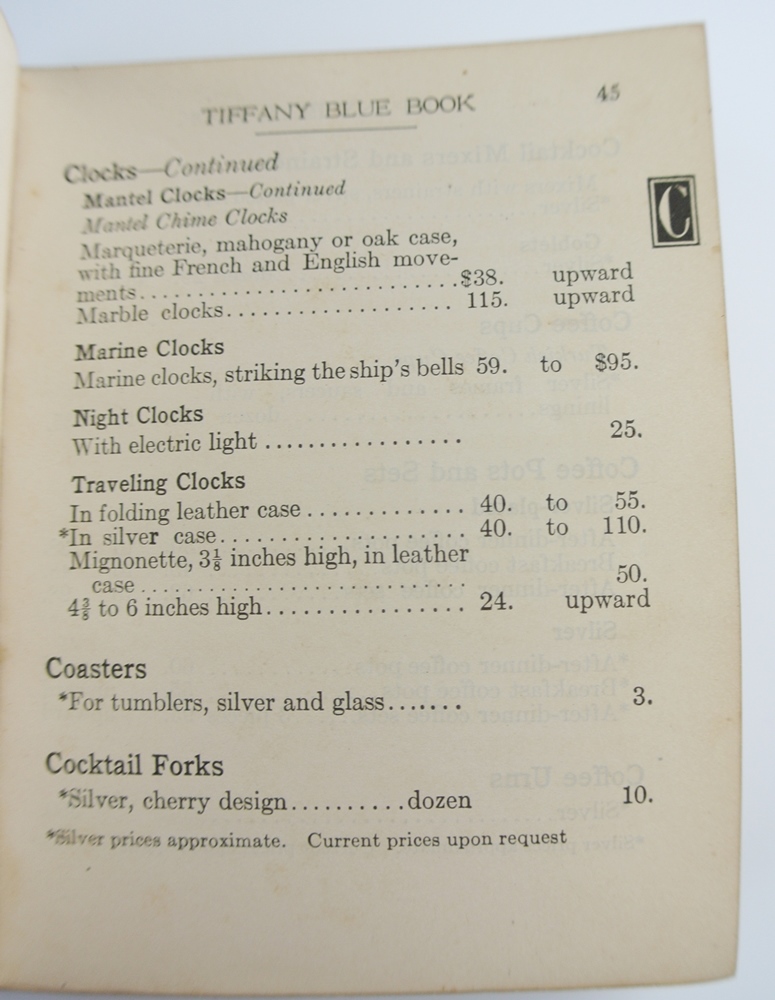 TIFFANY BLUE BOOK 45
Clocks—Continued
Mantel Clocks—Continued
Mantel Chime Clocks
C
Marqueterie, mahogany or oak case,
with fine French and English move-
ments.........................$38. upward
Marble clocks................... 115. upward
Marine Clocks
Marine clocks, striking the ship's bells 59. to $95.
Night Clocks
With electric light ................. 25.
Traveling Clocks
In folding leather case ............. 40. to 55.
*In silver case.................... 40. to 110.
Mignonette, 3⅛ inches high, in leather
case ........................... 50.
4⅜ to 6 inches high................. 24. upward
Coasters
*For tumblers, silver and glass....... 3.
Cocktail Forks
*Silver, cherry design..........dozen 10.
*Silver prices approximate. Current prices upon request